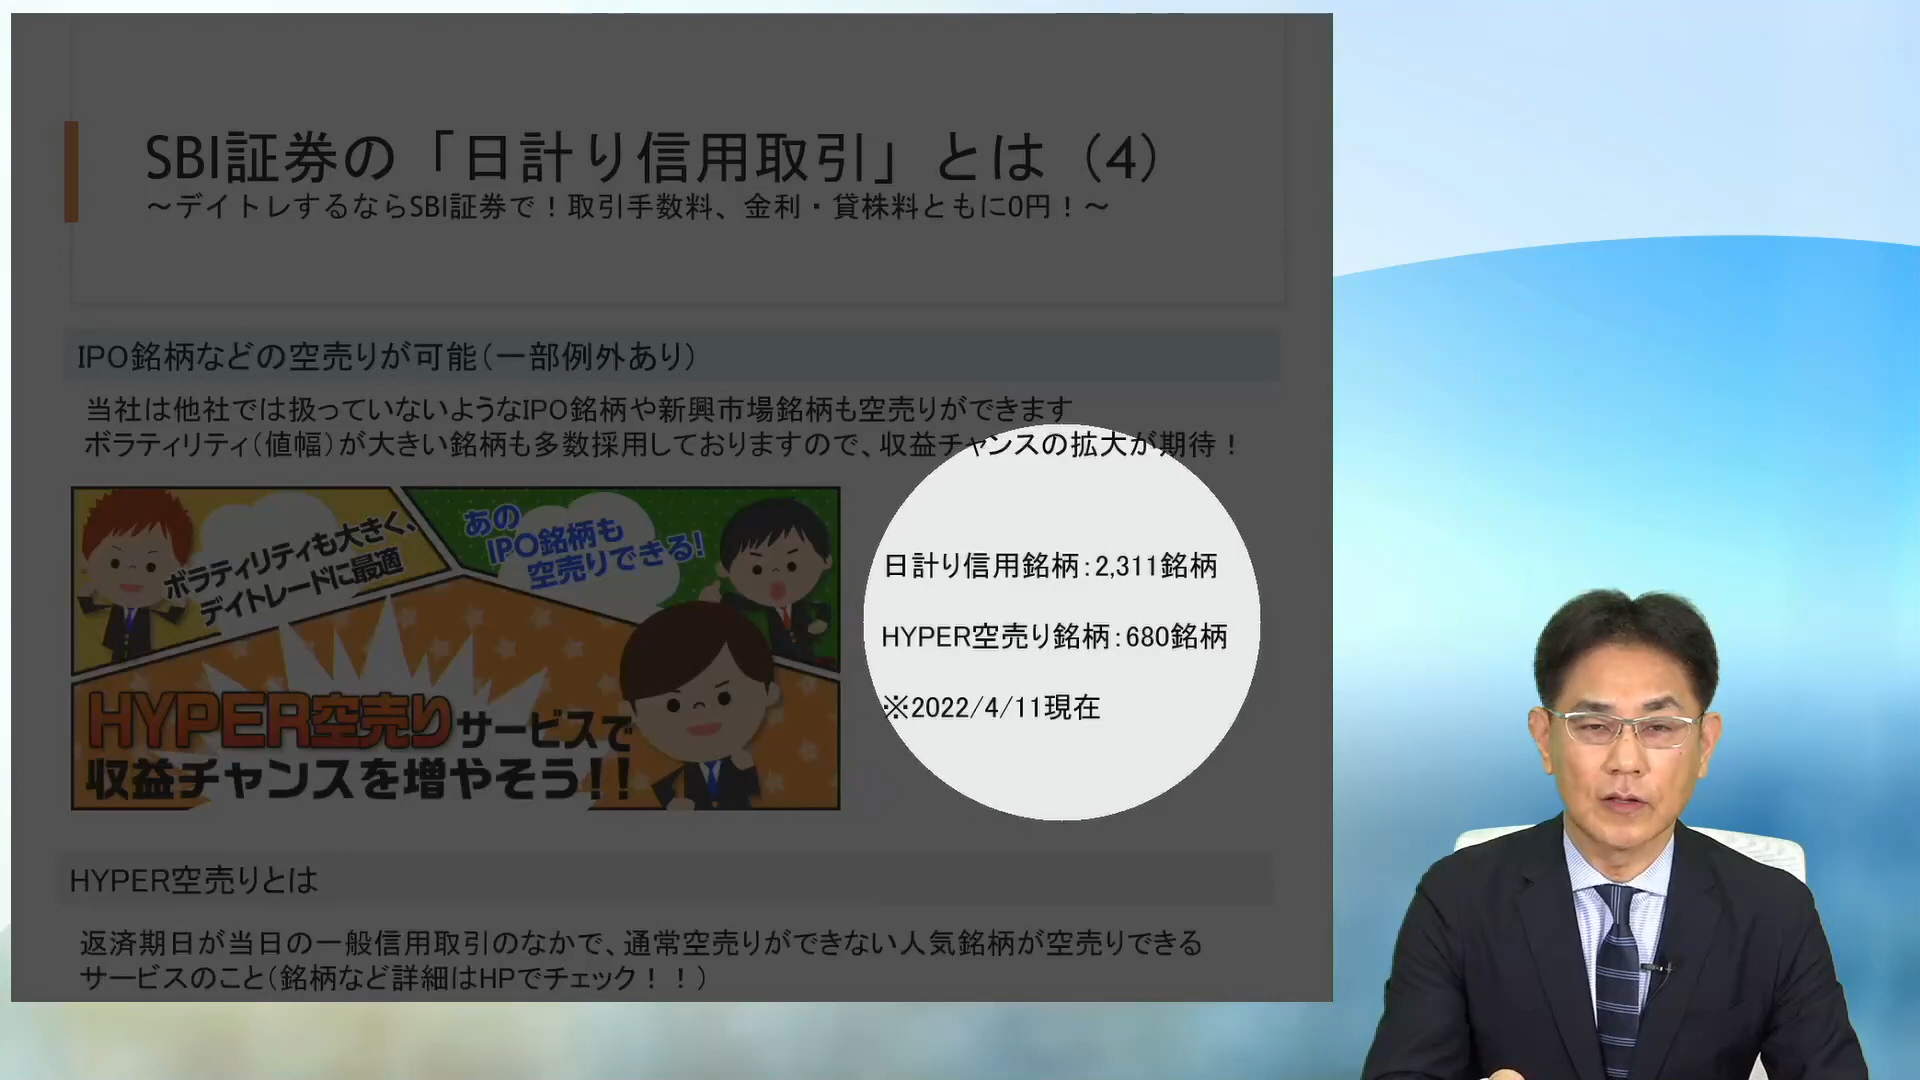 SBI証券の「日計り信用取引」とは（4）
～デイトレするならSBI証券で！取引手数料、金利・貸株料ともに0円！～
IPO銘柄などの空売りが可能（一部例外あり）
当社は他社では扱っていないようなIPO銘柄や新興市場銘柄も空売りができます
ボラティリティ（値幅）が大きい銘柄も多数採用しておりますので、収益チャンスの拡大が期待！
ボラティリティも大きく、
デイトレードに最適
あの
IPO銘柄も
空売りできる!
HYPER空売りサービスで
収益チャンスを増やそう!!
日計り信用銘柄：2,311銘柄
HYPER空売り銘柄：680銘柄
※2022/4/11現在
HYPER空売りとは
返済期日が当日の一般信用取引のなかで、通常空売りができない人気銘柄が空売りできる
サービスのこと（銘柄など詳細はHPでチェック！！）